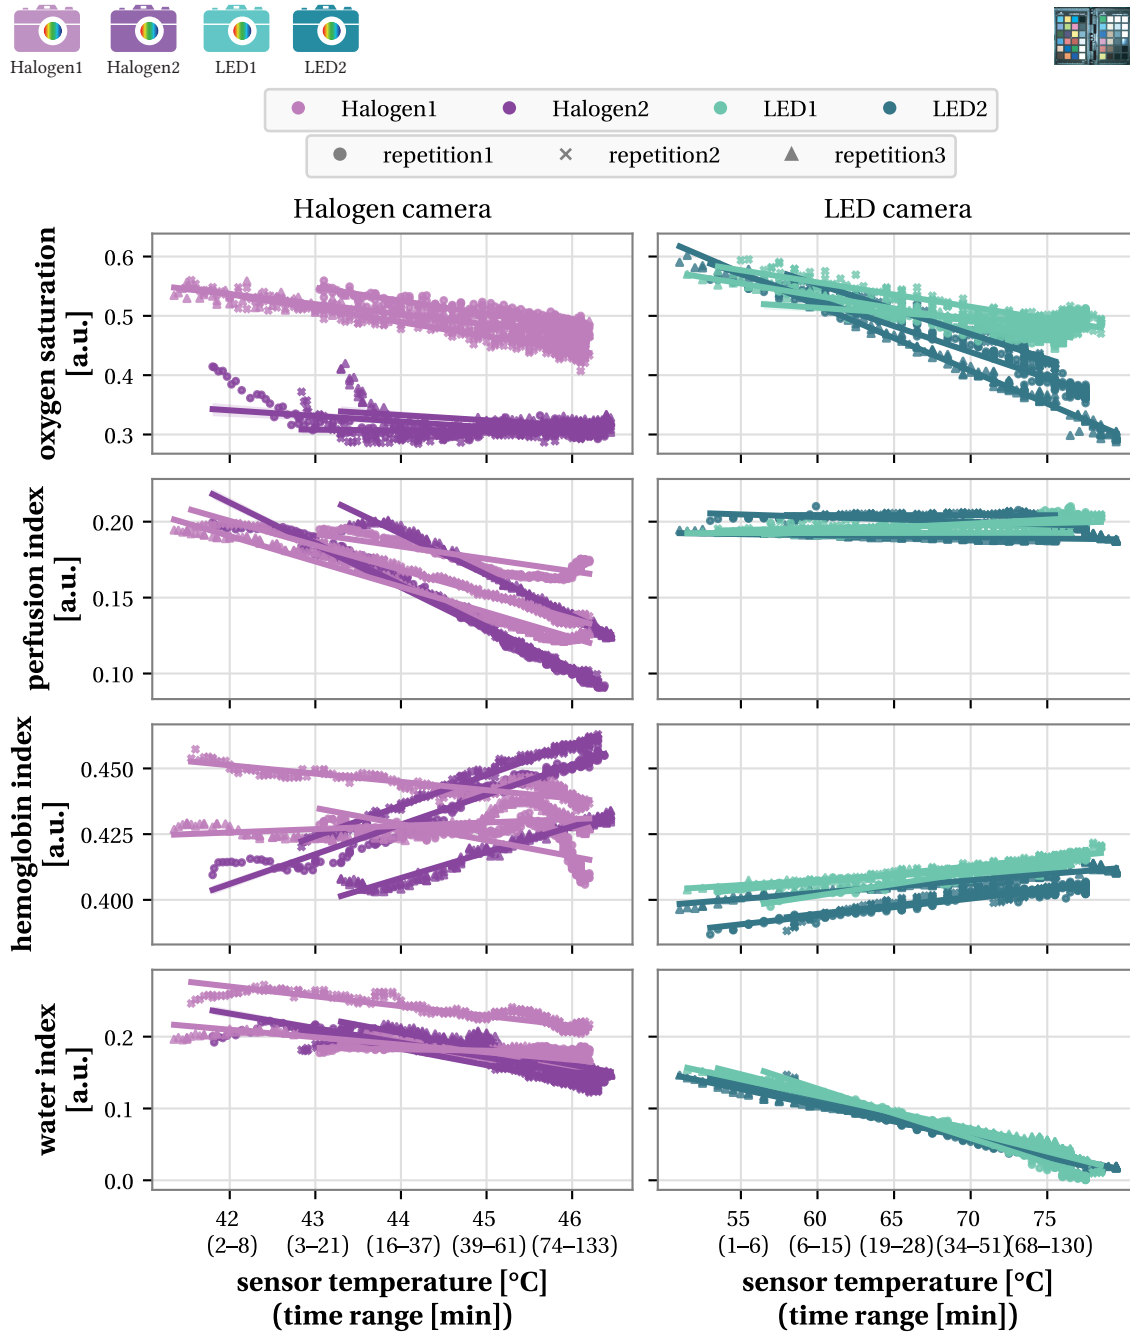 Halogen1 Halogen2 LED1 LED2
Halogen1 Halogen2 LED1 LED2
repetition1 repetition2 repetition3
Halogen camera LED camera
oxygen saturation
[a.u.]
0.6
0.5
0.4
0.3
perfusion index
[a.u.]
0.20
0.15
0.10
hemoglobin index
[a.u.]
0.450
0.425
0.400
water index
[a.u.]
0.2
0.1
0.0
42 43 44 45 46 55 60 65 70 75
(2–8) (3–21) (16–37) (39–61) (74–133) (1–6) (6–15) (19–28) (34–51) (68–130)
sensor temperature [°C] sensor temperature [°C]
(time range [min]) (time range [min])